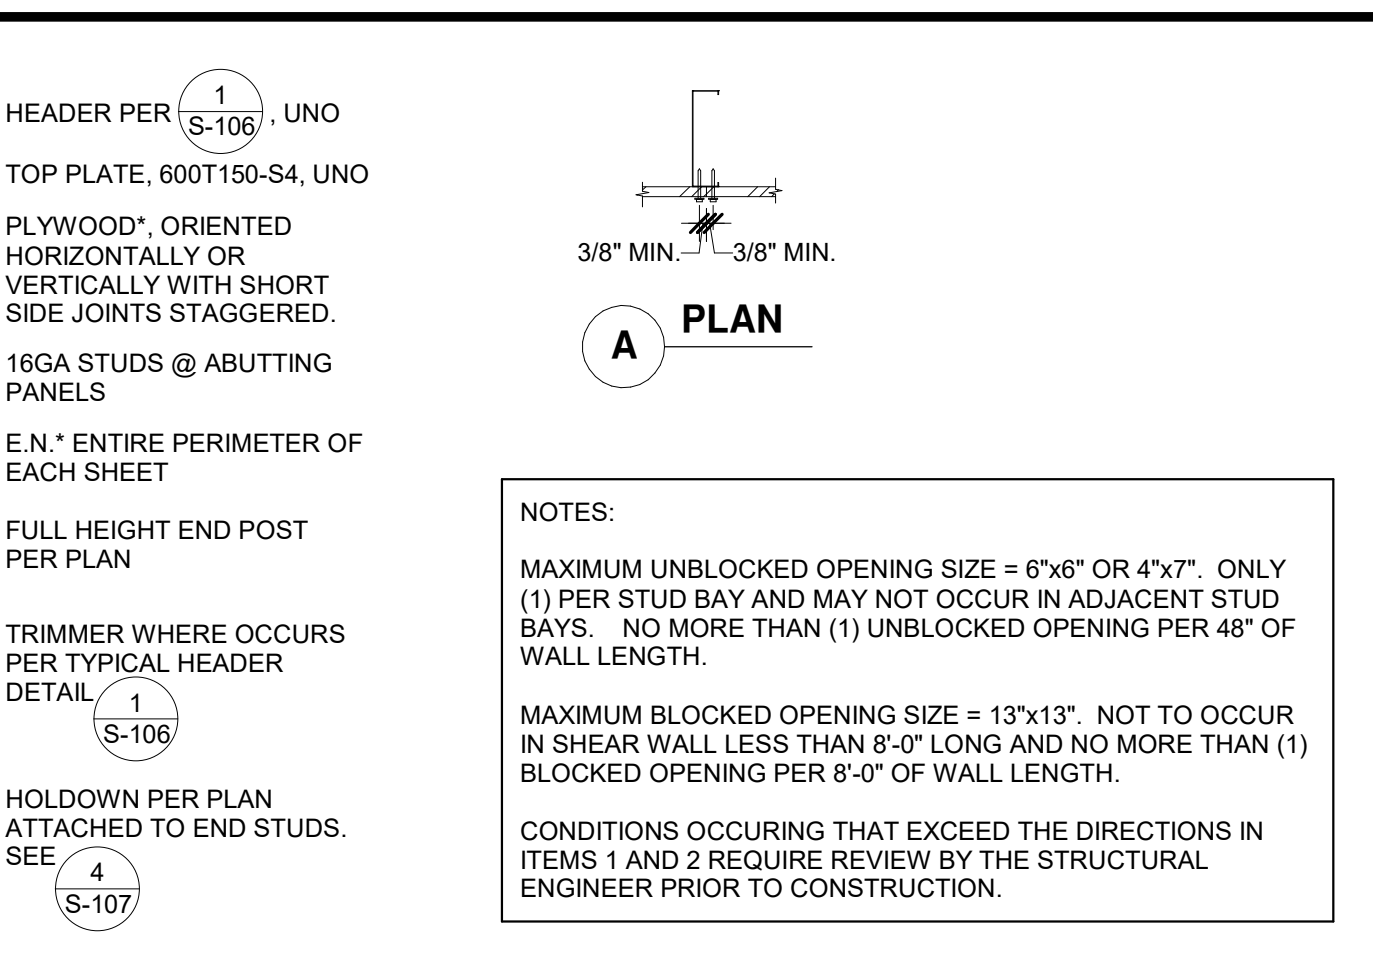 HEADER PER 1 S-106 , UNO
TOP PLATE, 600T150-S4, UNO
PLYWOOD*, ORIENTED
HORIZONTALLY OR
VERTICALLY WITH SHORT
SIDE JOINTS STAGGERED.
16GA STUDS @ ABUTTING
PANELS
E.N.* ENTIRE PERIMETER OF
EACH SHEET
FULL HEIGHT END POST
PER PLAN
TRIMMER WHERE OCCURS
PER TYPICAL HEADER
DETAIL 1
S-106
HOLDOWN PER PLAN
ATTACHED TO END STUDS.
SEE
4
S-107
3/8" MIN. 3/8" MIN.
A PLAN
NOTES:
MAXIMUM UNBLOCKED OPENING SIZE = 6"x6" OR 4"x7". ONLY
(1) PER STUD BAY AND MAY NOT OCCUR IN ADJACENT STUD
BAYS. NO MORE THAN (1) UNBLOCKED OPENING PER 48" OF
WALL LENGTH.
MAXIMUM BLOCKED OPENING SIZE = 13"x13". NOT TO OCCUR
IN SHEAR WALL LESS THAN 8'-0" LONG AND NO MORE THAN (1)
BLOCKED OPENING PER 8'-0" OF WALL LENGTH.
CONDITIONS OCCURING THAT EXCEED THE DIRECTIONS IN
ITEMS 1 AND 2 REQUIRE REVIEW BY THE STRUCTURAL
ENGINEER PRIOR TO CONSTRUCTION.